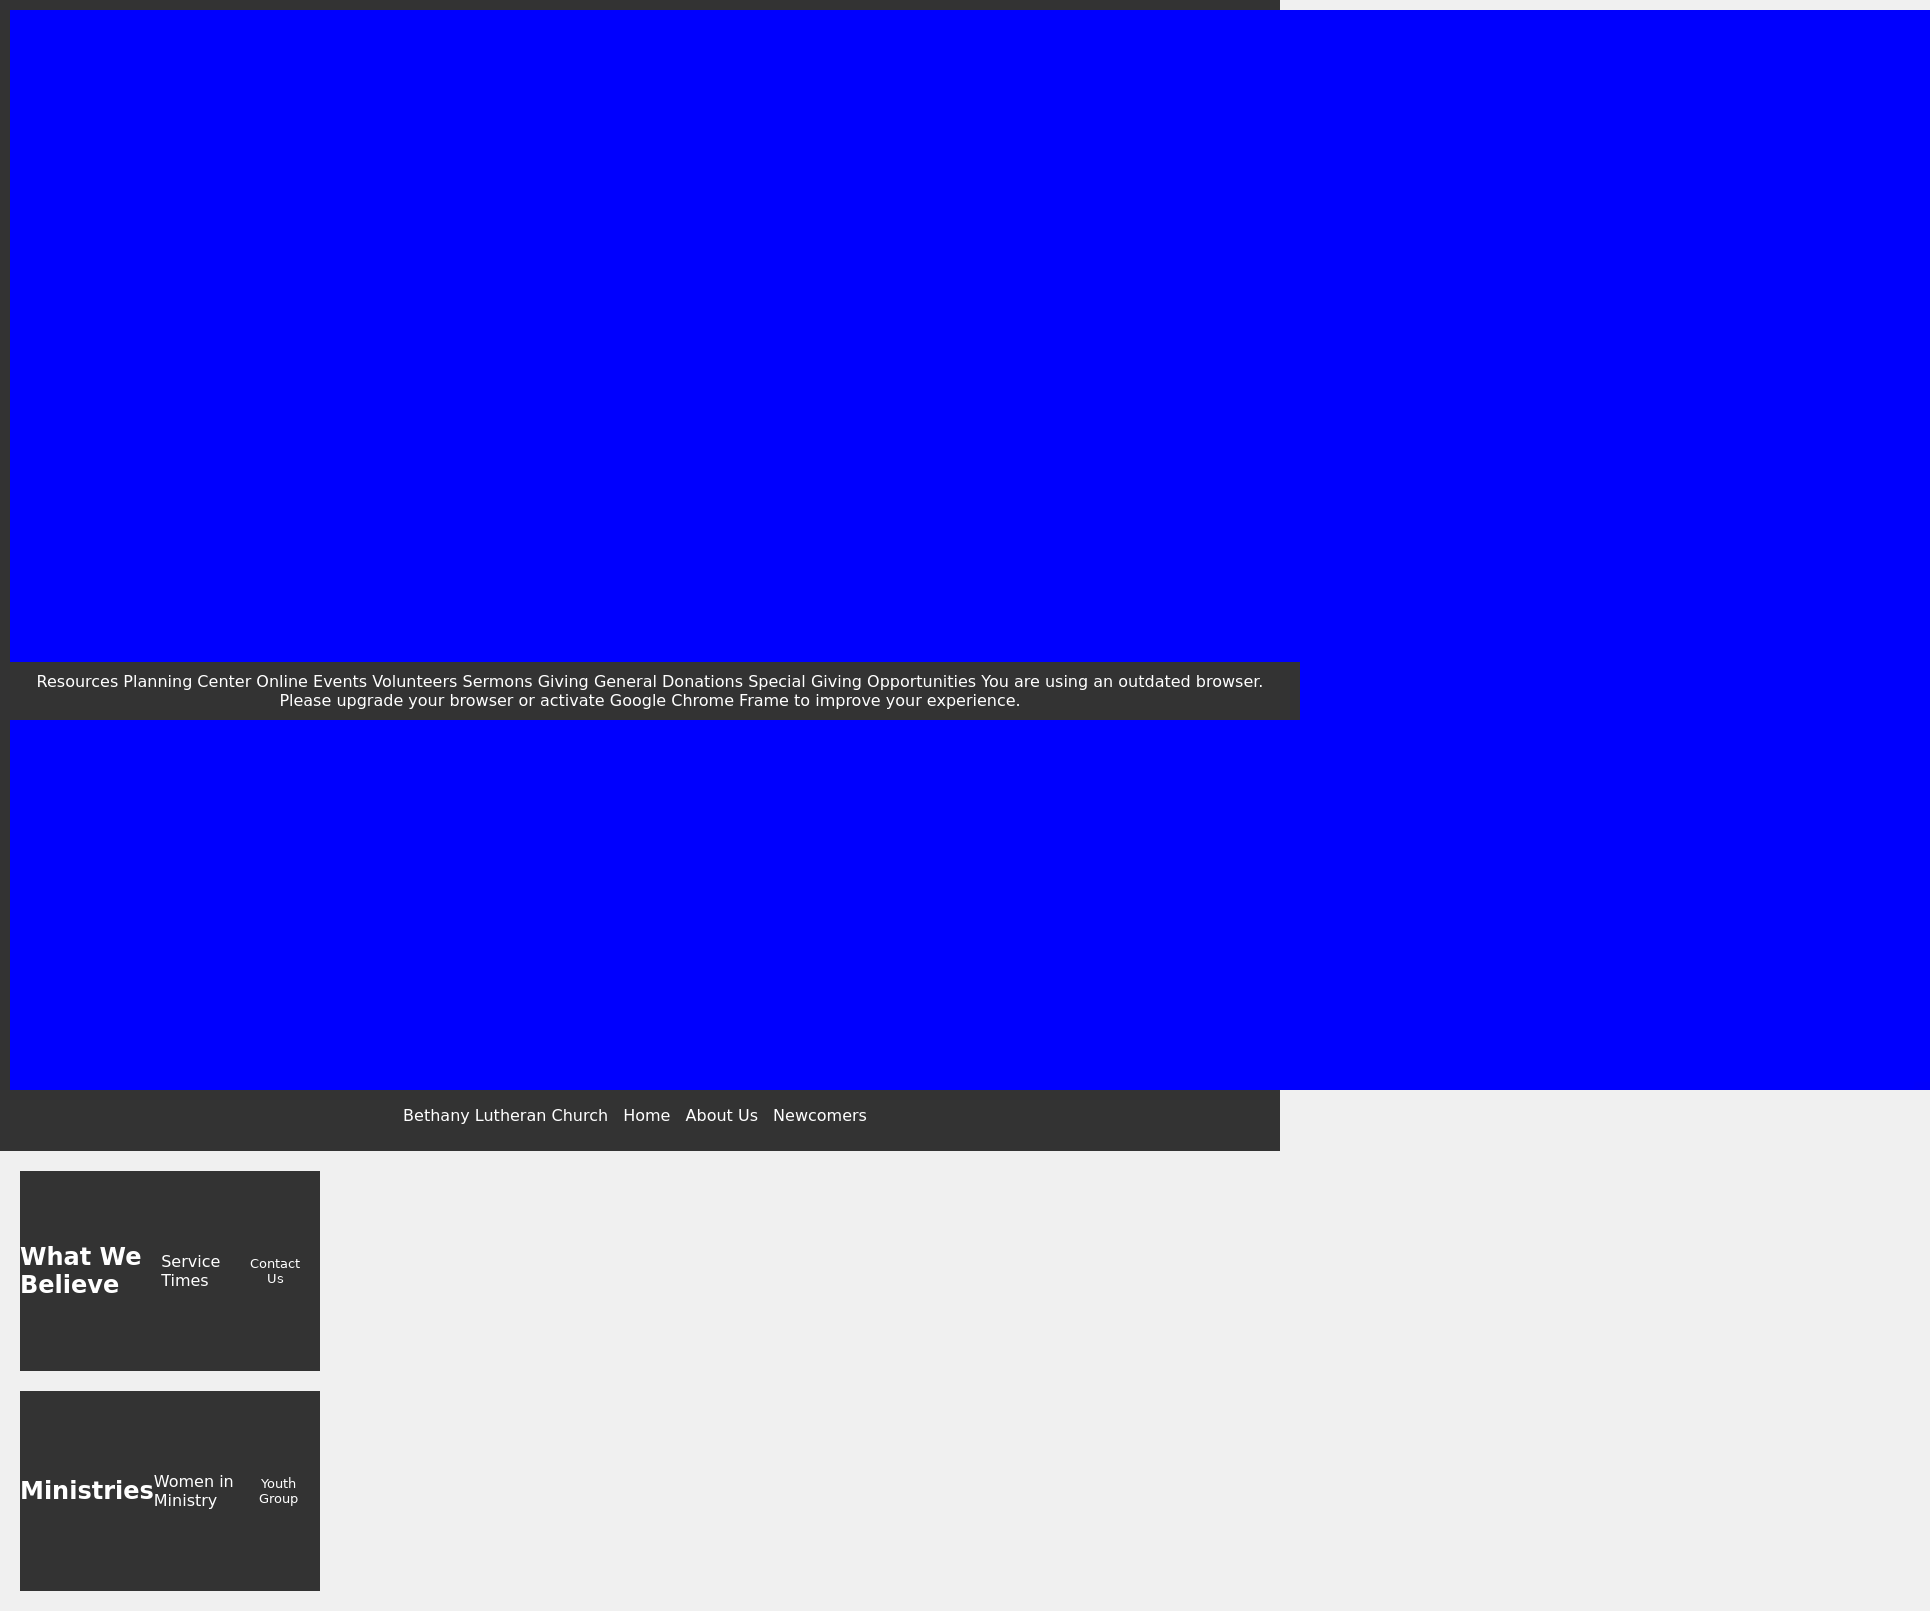 Resources Planning Center Online Events Volunteers Sermons Giving General Donations Special Giving Opportunities You are using an outdated browser.
Please upgrade your browser or activate Google Chrome Frame to improve your experience.
Bethany Lutheran Church Home About Us Newcomers
What We
Believe
Service
Times
Contact
Us
Ministries
Women in
Ministry
Youth
Group